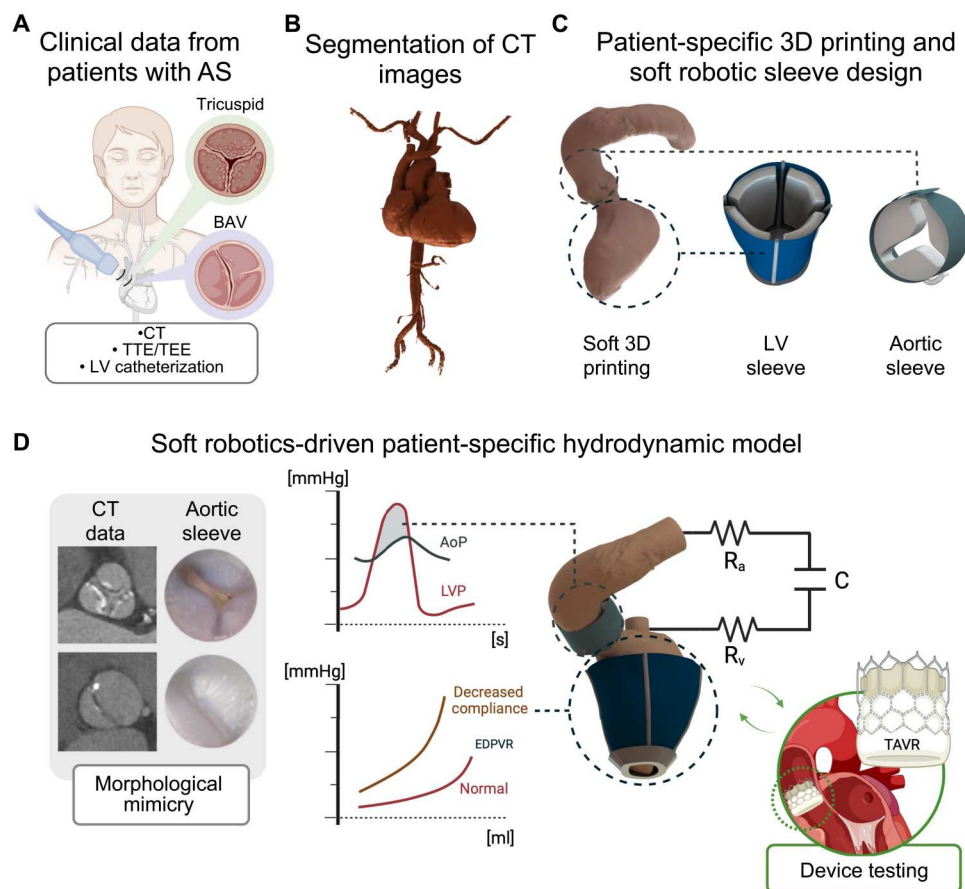 A
Clinical data from
patients with AS
Tricuspid
BAV
•CT
• TTE/TEE
• LV catheterization
B
Segmentation of CT
images
C
Patient-specific 3D printing and
soft robotic sleeve design
Soft 3D
printing
LV
sleeve
Aortic
sleeve
D
Soft robotics-driven patient-specific hydrodynamic model
CT
data
Aortic
sleeve
Morphological
mimicry
[mmHg]
AoP
LVP
[s]
[mmHg]
Decreased
compliance
EDPVR
Normal
[ml]
Ra
C
Rv
TAVR
Device testing